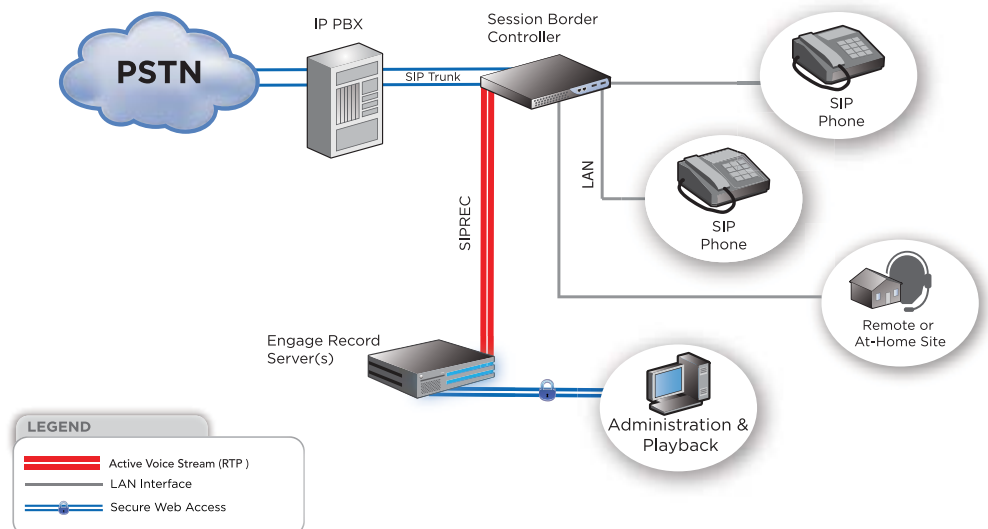 IP PBX
Session Border
Controller
PSTN
SIP Trunk
SIP
Phone
LAN
SIP
Phone
SIPREC
Remote or
At-Home Site
Engage Record
Server(s)
Administration &
Playback
LEGEND
Active Voice Stream (RTP )
LAN Interface
Secure Web Access